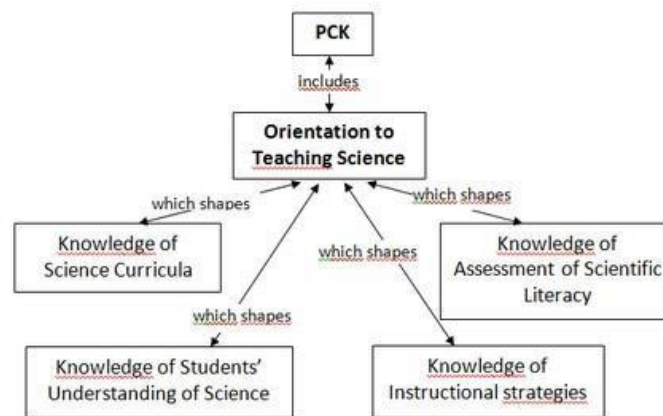 PCK
includes
Orientation to
Teaching Science
which shapes
which shapes
Knowledge of
Science Curricula
which shapes
Knowledge of
Assessment of Scientific
Literacy
which shapes
Knowledge of Students’
Understanding of Science
Knowledge of
Instructional strategies